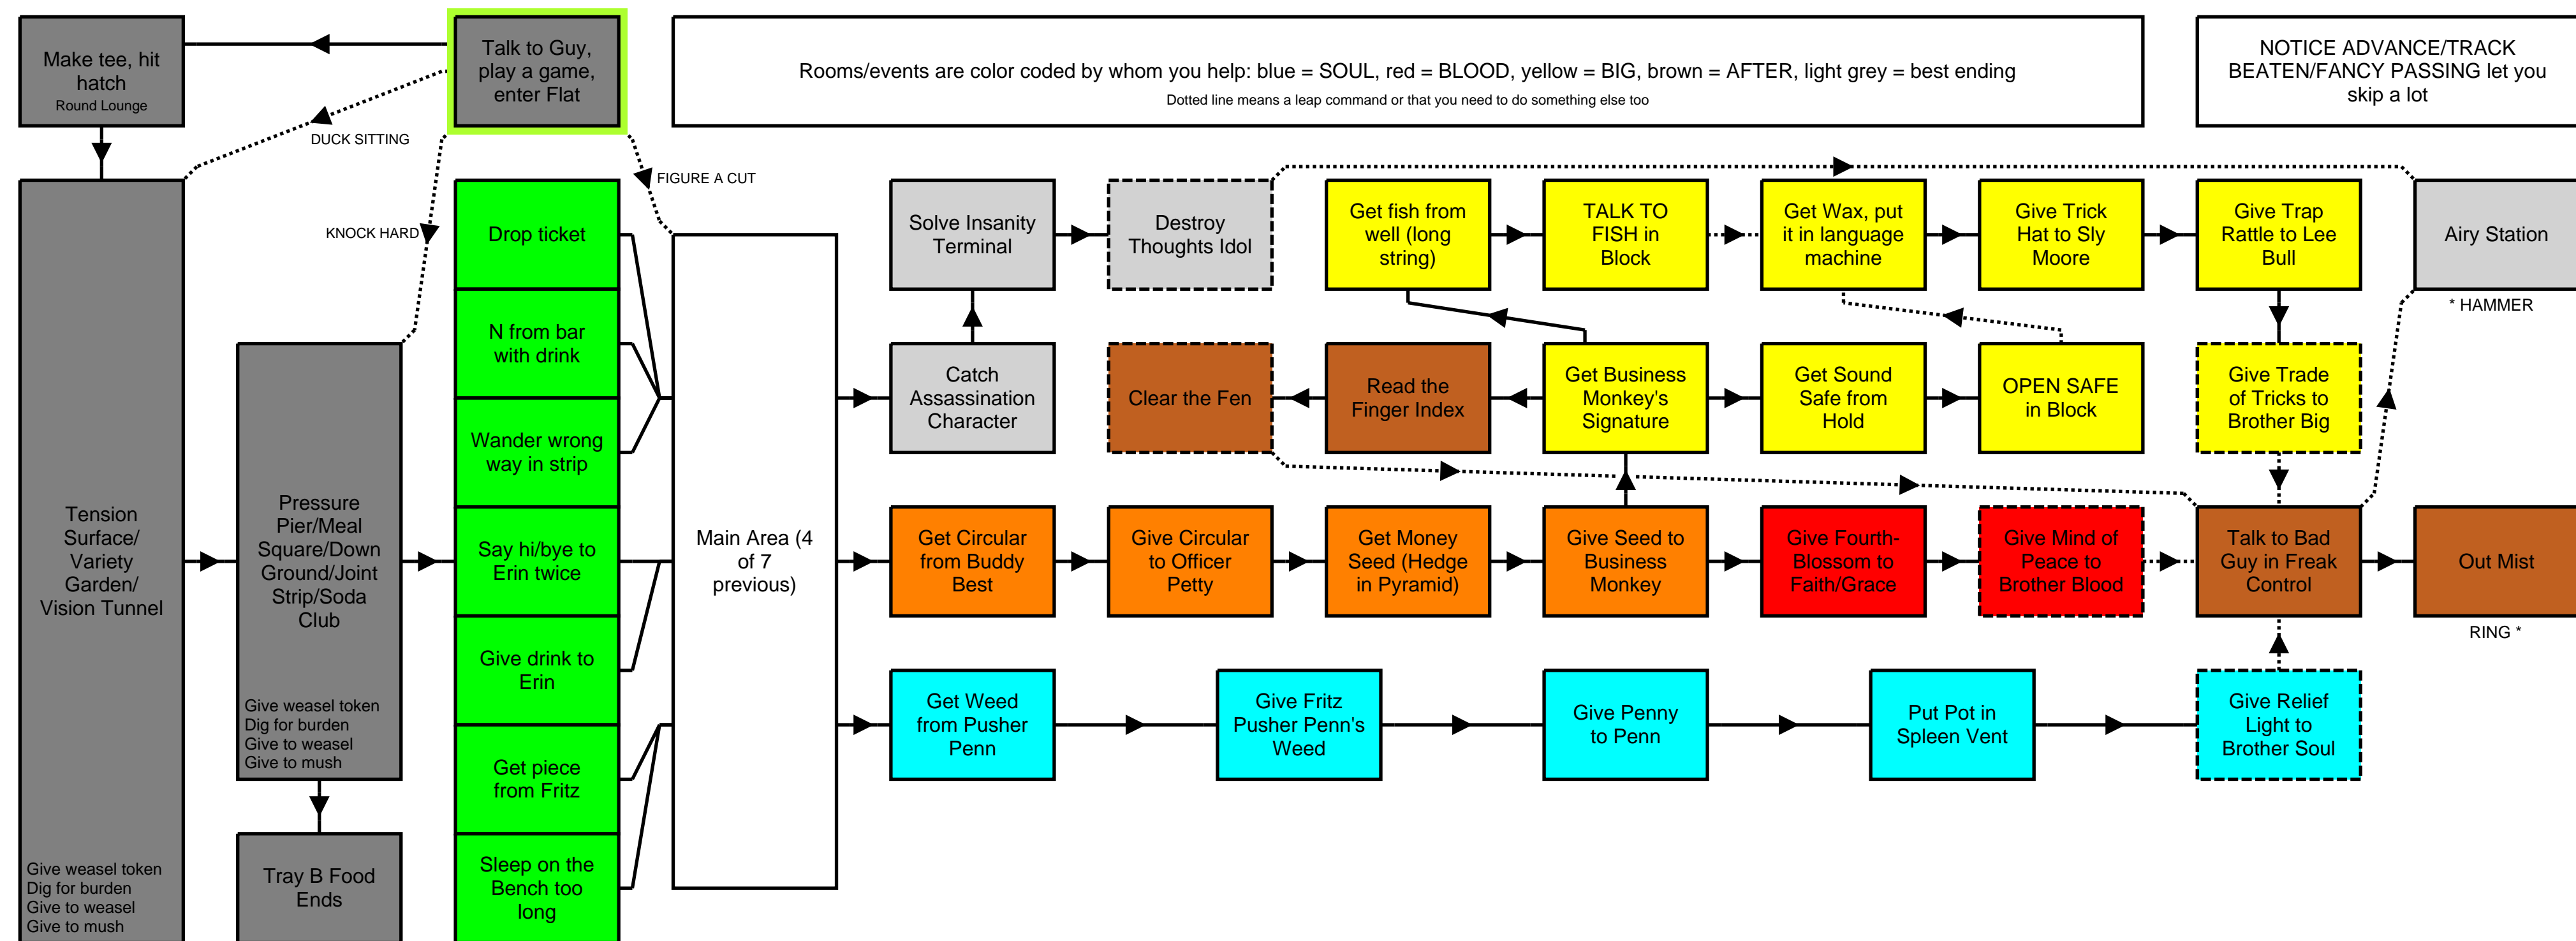 Make tee, hit
hatch
Round Lounge
Talk to Guy,
play a game,
enter Flat
Rooms/events are color coded by whom you help: blue = SOUL, red = BLOOD, yellow = BIG, brown = AFTER, light grey = best ending
Dotted line means a leap command or that you need to do something else too
NOTICE ADVANCE/TRACK
BEATEN/FANCY PASSING let you
skip a lot
DUCK SITTING
KNOCK HARD
FIGURE A CUT
Tension
Surface/
Variety
Garden/
Vision Tunnel
Give weasel token
Dig for burden
Give to weasel
Give to mush
Pressure
Pier/Meal
Square/Down
Ground/Joint
Strip/Soda
Club
Give weasel token
Dig for burden
Give to weasel
Give to mush
Tray B Food
Ends
Drop ticket
N from bar
with drink
Wander wrong
way in strip
Say hi/bye to
Erin twice
Give drink to
Erin
Get piece
from Fritz
Sleep on the
Bench too
long
Main Area (4
of 7
previous)
Solve Insanity
Terminal
Destroy
Thoughts Idol
Get fish from
well (long
string)
TALK TO
FISH in
Block
Get Wax, put
it in language
machine
Give Trick
Hat to Sly
Moore
Give Trap
Rattle to Lee
Bull
Airy Station
* HAMMER
Catch
Assassination
Character
Clear the Fen
Read the
Finger Index
Get Business
Monkey's
Signature
Get Sound
Safe from
Hold
OPEN SAFE
in Block
Give Trade
of Tricks to
Brother Big
Get Circular
from Buddy
Best
Give Circular
to Officer
Petty
Get Money
Seed (Hedge
in Pyramid)
Give Seed to
Business
Monkey
Give Fourth-
Blossom to
Faith/Grace
Give Mind of
Peace to
Brother Blood
Talk to Bad
Guy in Freak
Control
Out Mist
RING *
Get Weed
from Pusher
Penn
Give Fritz
Pusher Penn's
Weed
Give Penny
to Penn
Put Pot in
Spleen Vent
Give Relief
Light to
Brother Soul